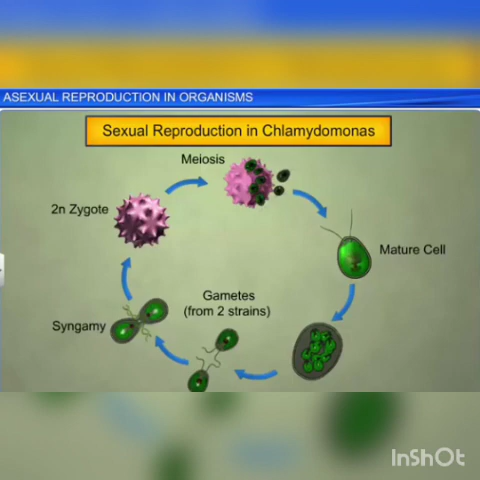 ASEXUAL REPRODUCTION IN ORGANISMS
Sexual Reproduction in Chlamydomonas
Meiosis
2n Zygote
Mature Cell
Gametes
(from 2 strains)
Syngamy
InShOt